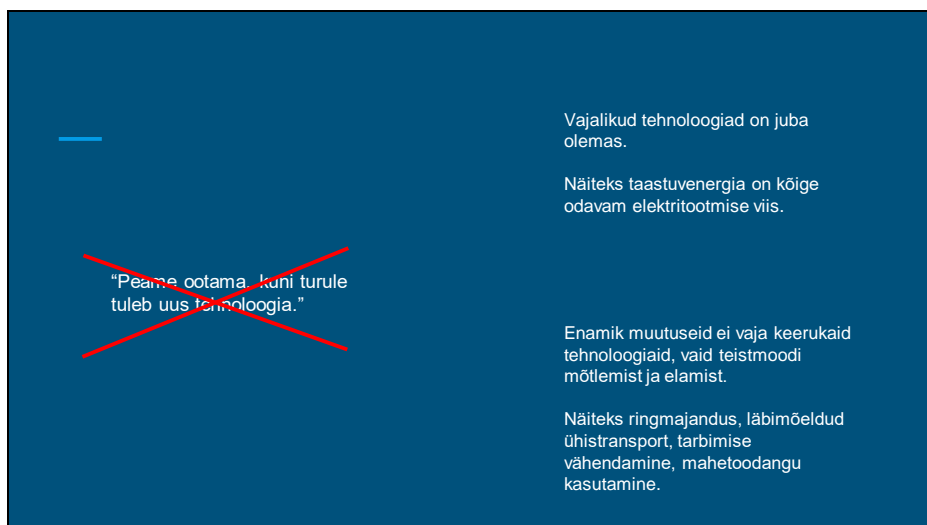 “Peame ootama, kuni turule
tuleb uus tehnoloogia.”
Vajalikud tehnoloogiad on juba
olemas.
Näiteks taastuvenergia on kõige
odavam elektritootmise viis.
Enamik muutuseid ei vaja keerukaid
tehnoloogiaid, vaid teistmoodi
mõtlemist ja elamist.
Näiteks ringmajandus, läbimõeldud
ühistransport, tarbimise
vähendamine, mahetoodangu
kasutamine.